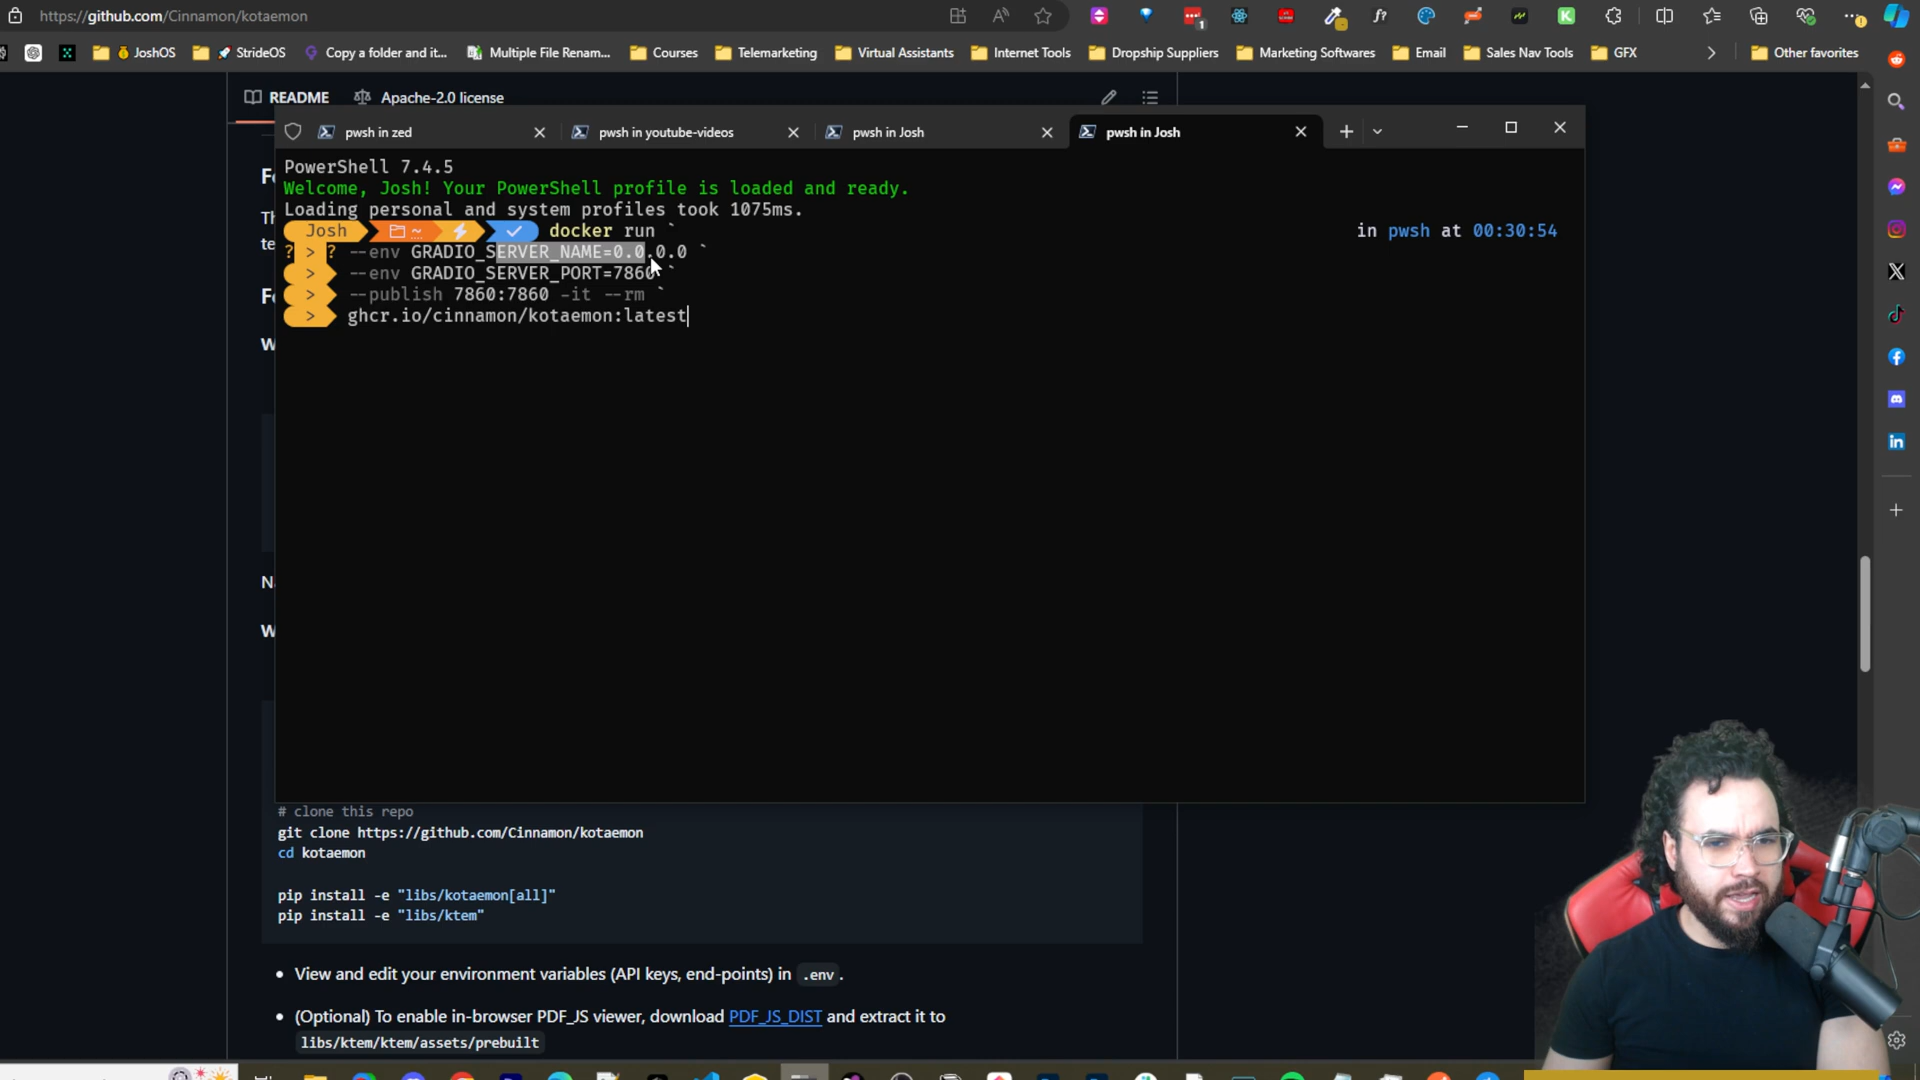 https://github.com/Cinnamon/kotaemon
JoshOS
StrideOS
Copy a folder and it...
Multiple File Renam...
Courses
Telemarketing
Virtual Assistants
Internet Tools
Dropship Suppliers
Marketing Softwares
Email
Sales Nav Tools
GFX
Other favorites
README
Apache-2.0 license
pwsh in zed
pwsh in youtube-videos
pwsh in Josh
pwsh in Josh
PowerShell 7.4.5
Welcome, Josh! Your PowerShell profile is loaded and ready.
Loading personal and system profiles took 1075ms.
Josh ~ docker run ` in pwsh at 00:30:54
? > ? --env GRADIO_SERVER_NAME=0.0.0.0 `
> --env GRADIO_SERVER_PORT=7860 `
> --publish 7860:7860 -it --rm `
> ghcr.io/cinnamon/kotaemon:latest
# clone this repo
git clone https://github.com/Cinnamon/kotaemon
cd kotaemon
pip install -e "libs/kotaemon[all]"
pip install -e "libs/ktem"
• View and edit your environment variables (API keys, end-points) in .env.
• (Optional) To enable in-browser PDF_JS viewer, download PDF_JS_DIST and extract it to
libs/ktem/ktem/assets/prebuilt